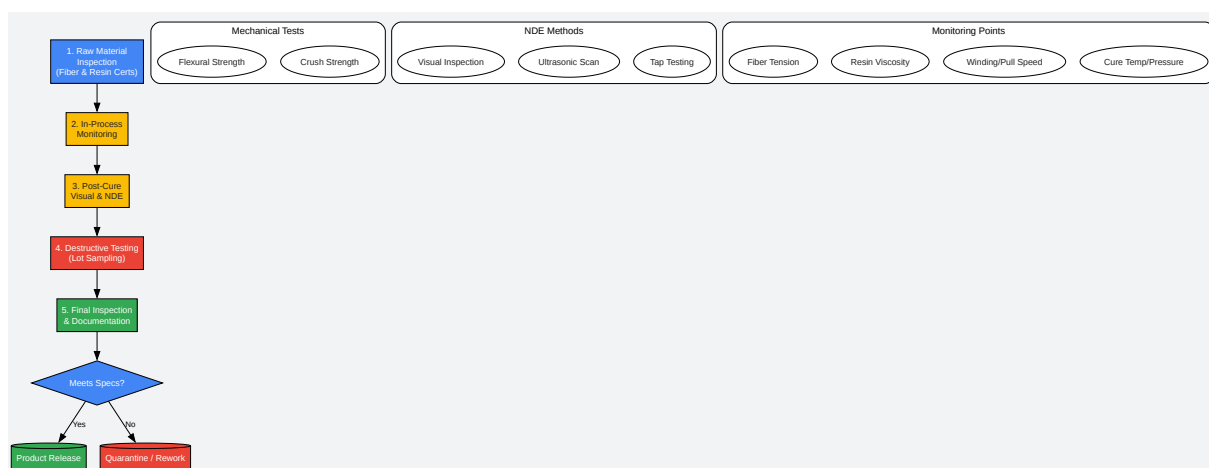 1. Raw Material
Inspection
(Fiber & Resin Certs)
2. In-Process
Monitoring
3. Post-Cure
Visual & NDE
4. Destructive Testing
(Lot Sampling)
5. Final Inspection
& Documentation
Meets Specs?
Yes
No
Product Release
Quarantine / Rework
Mechanical Tests
Flexural Strength
Crush Strength
NDE Methods
Visual Inspection
Ultrasonic Scan
Tap Testing
Monitoring Points
Fiber Tension
Resin Viscosity
Winding/Pull Speed
Cure Temp/Pressure